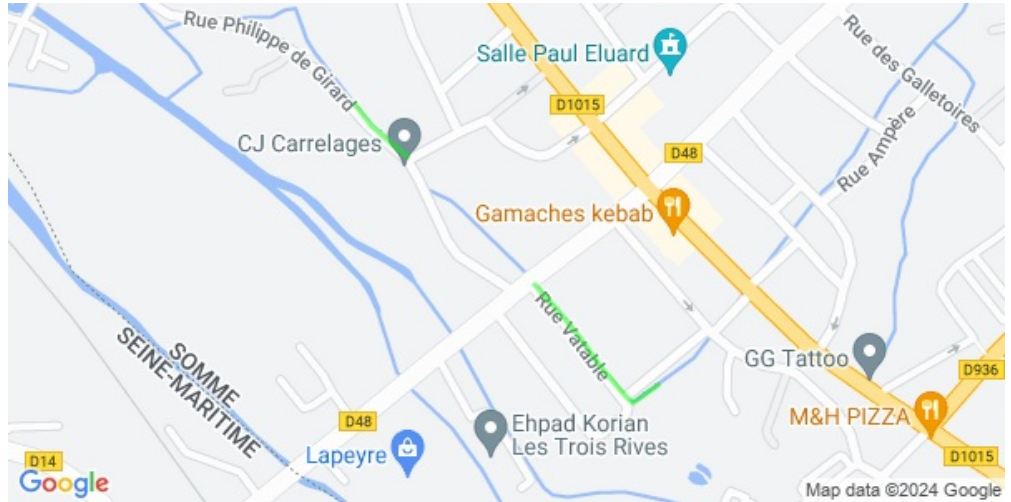 Rue Philippe de Girard
Salle Paul Eluard
Rue des Galletoires
D1015
CJ Carrelages
D48
Rue Ampère
Gamaches kebab
Rue Vatable
GG Tattoo
SOMME
SEINE-MARITIME
D936
M&H PIZZA
D48
Ehpad Korian
Les Trois Rives
Lapeyre
D14
D1015
Google
Map data ©2024 Google